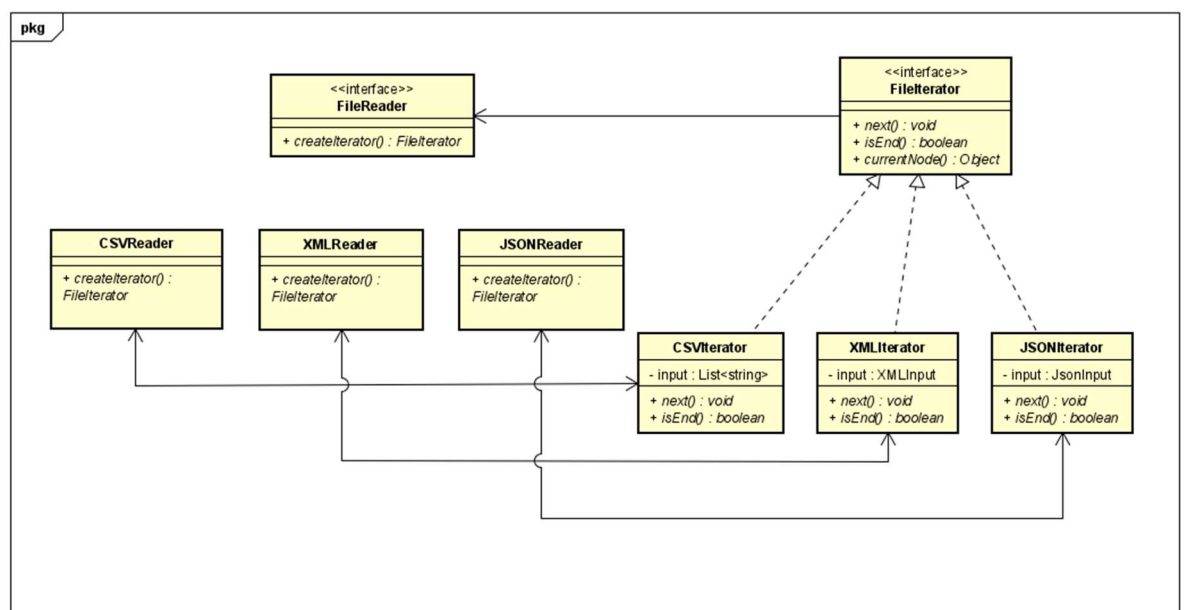 pkg
<<interface>>
FileReader
+ createIterator() : FileIterator
<<interface>>
FileIterator
+ next() : void
+ isEnd() : boolean
+ currentNode() : Object
CSVReader
+ createIterator() :
FileIterator
XMLReader
+ createIterator() :
FileIterator
JSONReader
+ createIterator() :
FileIterator
CSVIterator
- input : List<string>
+ next() : void
+ isEnd() : boolean
XMLIterator
- input : XMLInput
+ next() : void
+ isEnd() : boolean
JSONIterator
- input : JsonInput
+ next() : void
+ isEnd() : boolean